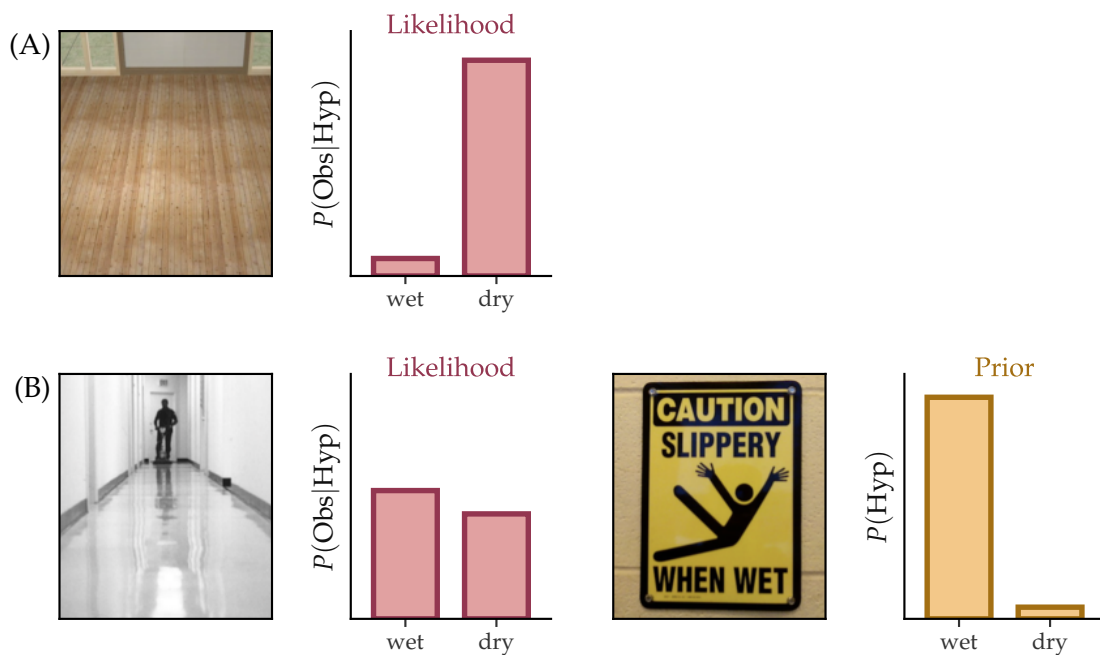 (A)
Likelihood
P(Obs|Hyp)
wet dry
(B)
Likelihood
P(Obs|Hyp)
wet dry
CAUTION
SLIPPERY
WHEN WET
Prior
P(Hyp)
wet dry